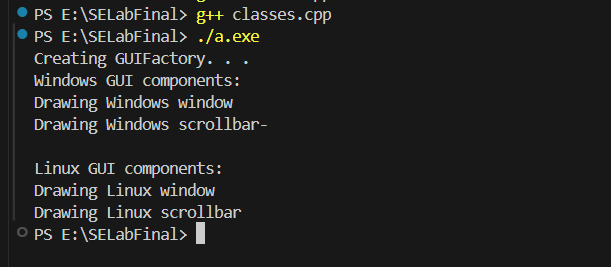 PS E:\SELabFinal> g++ classes.cpp
PS E:\SELabFinal> ./a.exe
Creating GUIFactory. . .
Windows GUI components:
Drawing Windows window
Drawing Windows scrollbar-
Linux GUI components:
Drawing Linux window
Drawing Linux scrollbar
PS E:\SELabFinal>